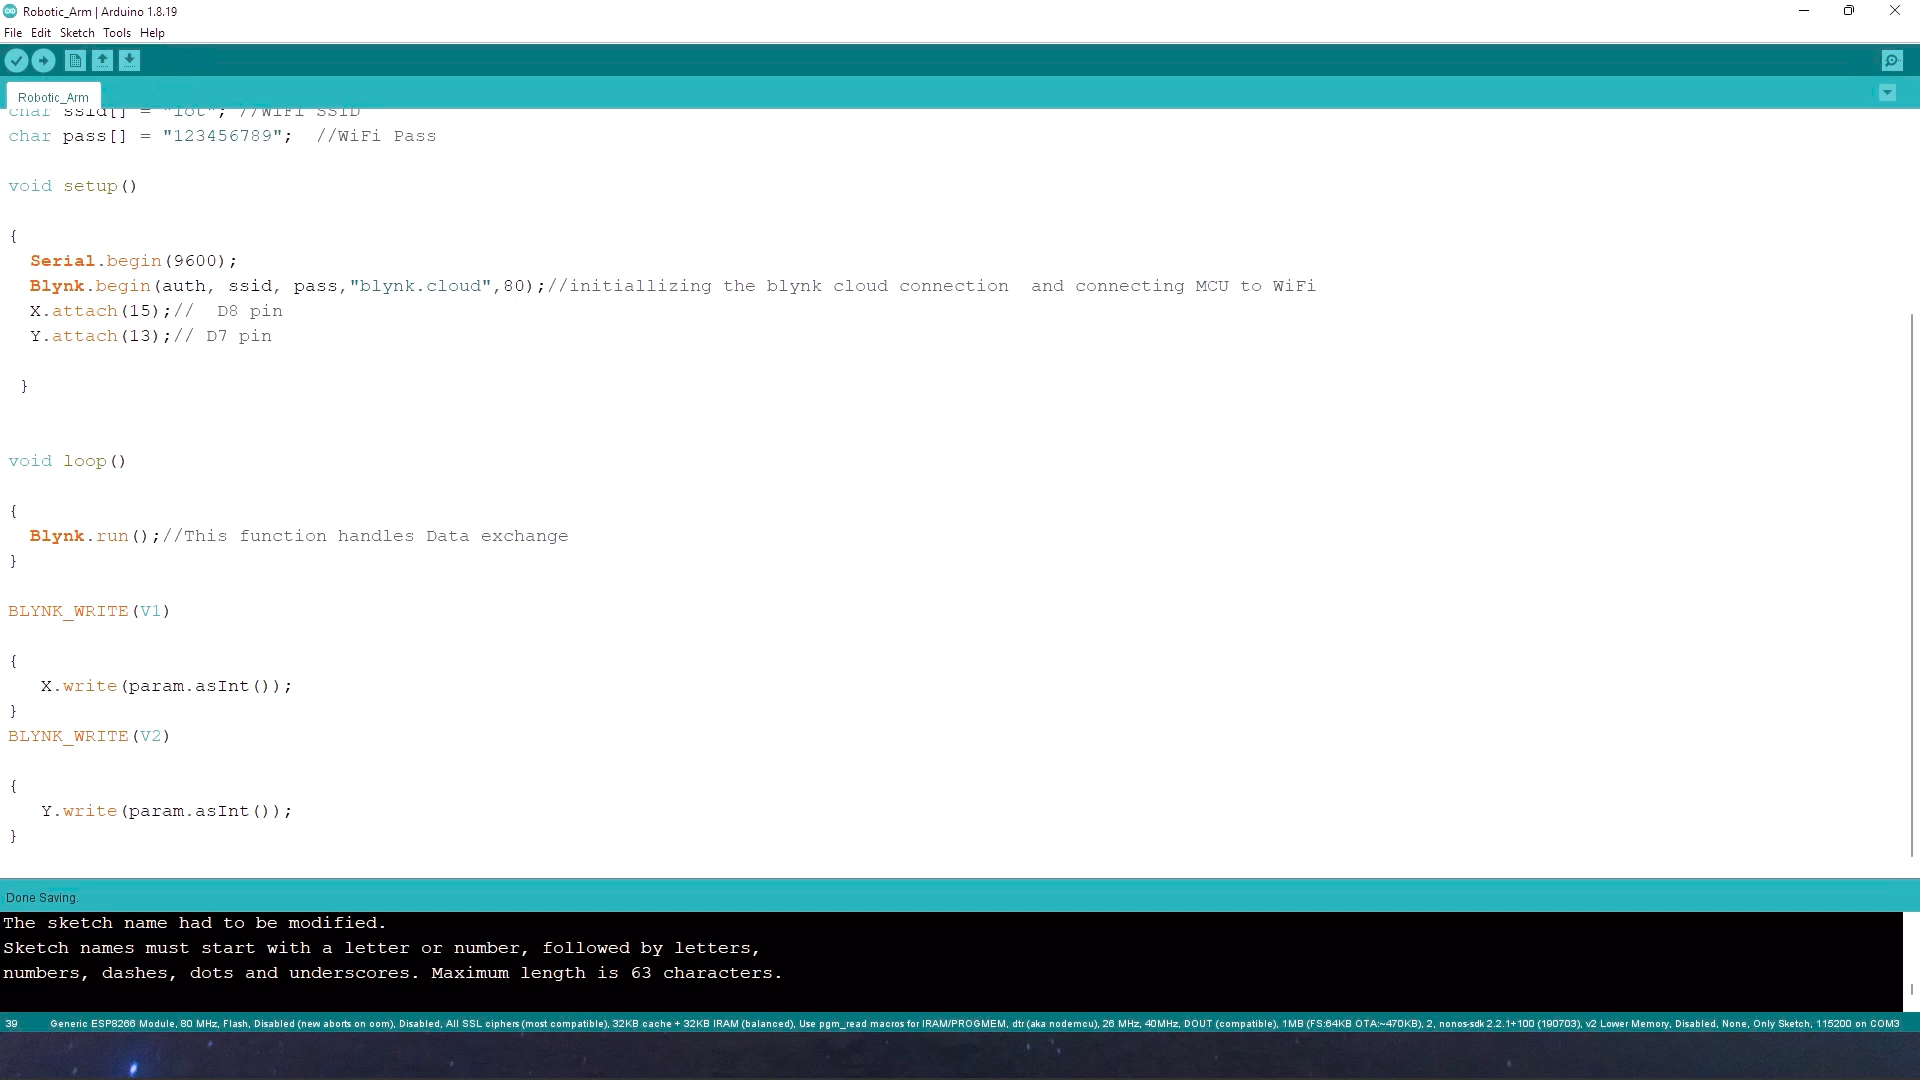 Robotic_Arm | Arduino 1.8.19
File Edit Sketch Tools Help
Robotic_Arm
char ssid[] = "iot"; //WiFi SSID
char pass[] = "123456789";  //WiFi Pass
void setup()
{
Serial.begin(9600);
Blynk.begin(auth, ssid, pass,"blynk.cloud",80);//initiallizing the blynk cloud connection  and connecting MCU to WiFi
X.attach(15);//  D8 pin
Y.attach(13);// D7 pin
}
void loop()
{
Blynk.run();//This function handles Data exchange
}
BLYNK_WRITE(V1)
{
X.write(param.asInt());
}
BLYNK_WRITE(V2)
{
Y.write(param.asInt());
}
Done Saving.
The sketch name had to be modified.
Sketch names must start with a letter or number, followed by letters,
numbers, dashes, dots and underscores. Maximum length is 63 characters.
39 Generic ESP8266 Module, 80 MHz, Flash, Disabled (new aborts on oom), Disabled, All SSL ciphers (most compatible), 32KB cache + 32KB IRAM (balanced), Use pgm_read macros for IRAM/PROGMEM, dtr (aka nodemcu), 26 MHz, 40MHz, DOUT (compatible), 1MB (FS:64KB OTA:~470KB), 2, nonos-sdk 2.2.1+100 (190703), v2 Lower Memory, Disabled, None, Only Sketch, 115200 on COM3